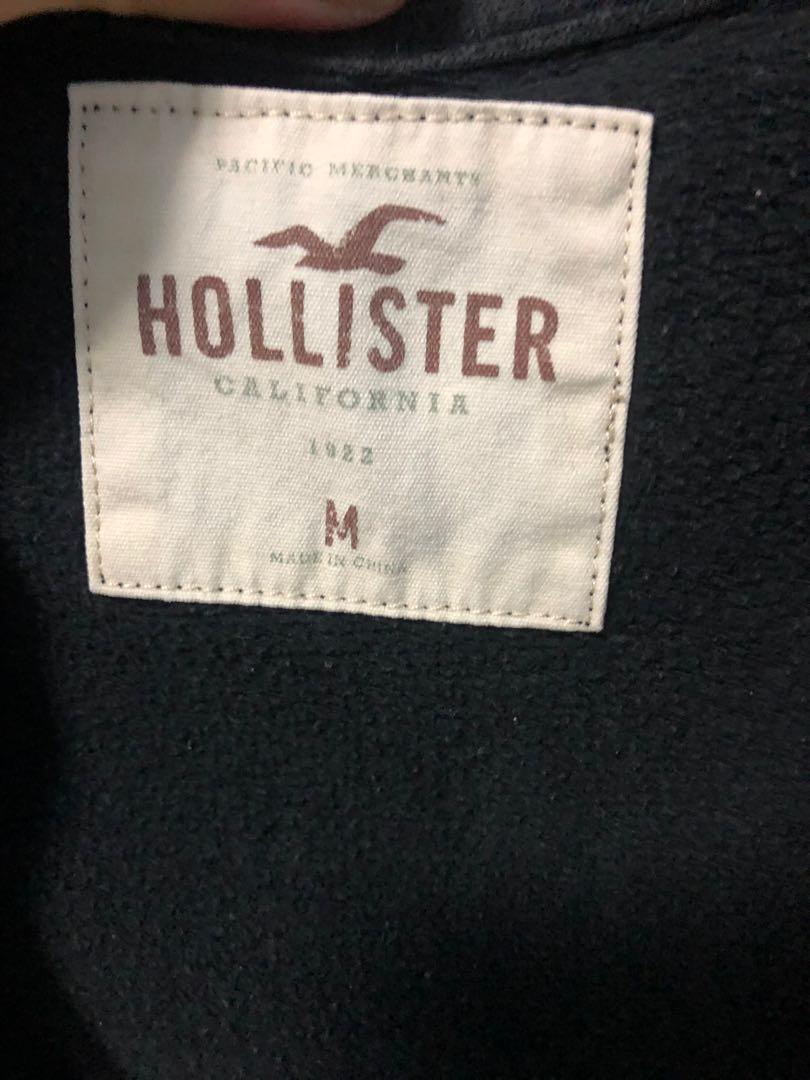 PACIFIC MERCHANTS
HOLLISTER
CALIFORNIA
1922
M
MADE IN CHINA